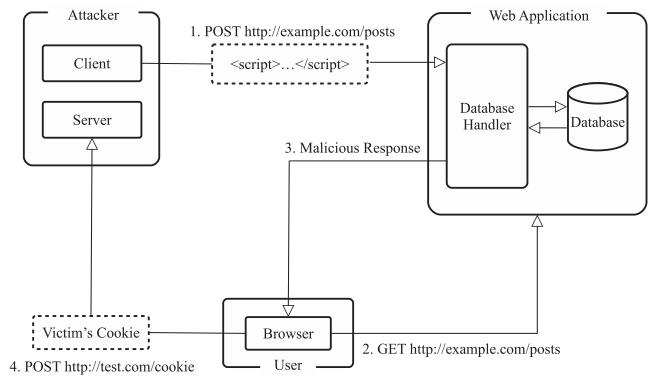 Attacker
Web Application
1. POST http://example.com/posts
Client
<script>...</script>
Server
Database
Handler
Database
3. Malicious Response
Victim's Cookie
Browser
2. GET http://example.com/posts
4. POST http://test.com/cookie
User